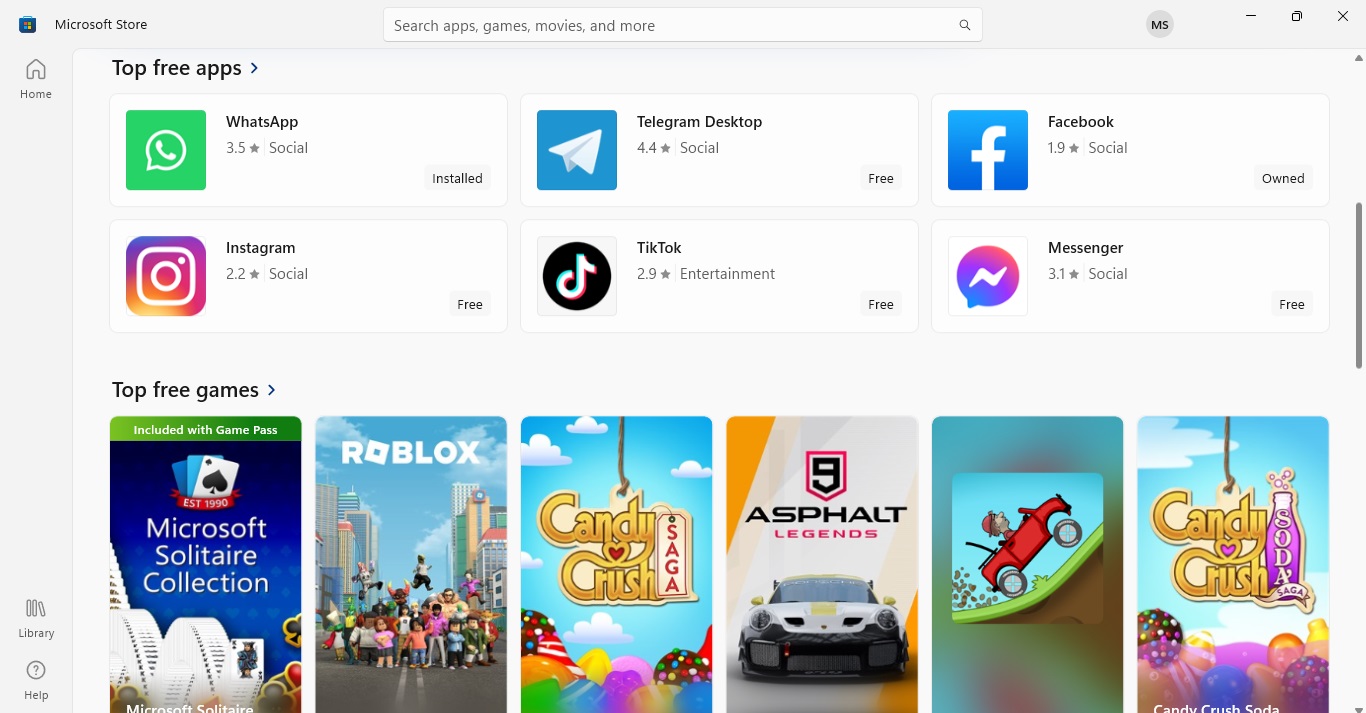 Microsoft Store
Search apps, games, movies, and more
MS
Home
Top free apps
WhatsApp
3.5 ★ Social
Installed
Telegram Desktop
4.4 ★ Social
Free
Facebook
1.9 ★ Social
Owned
Instagram
2.2 ★ Social
Free
TikTok
2.9 ★ Entertainment
Free
Messenger
3.1 ★ Social
Free
Top free games
Included with Game Pass
EST 1990
Microsoft
Solitaire
Collection
Microsoft Solitaire
ROBLOX
Candy
Crush
SAGA
9
ASPHALT
LEGENDS
Candy
Crush
SODA
SAGA
Candy Crush Soda
Library
Help